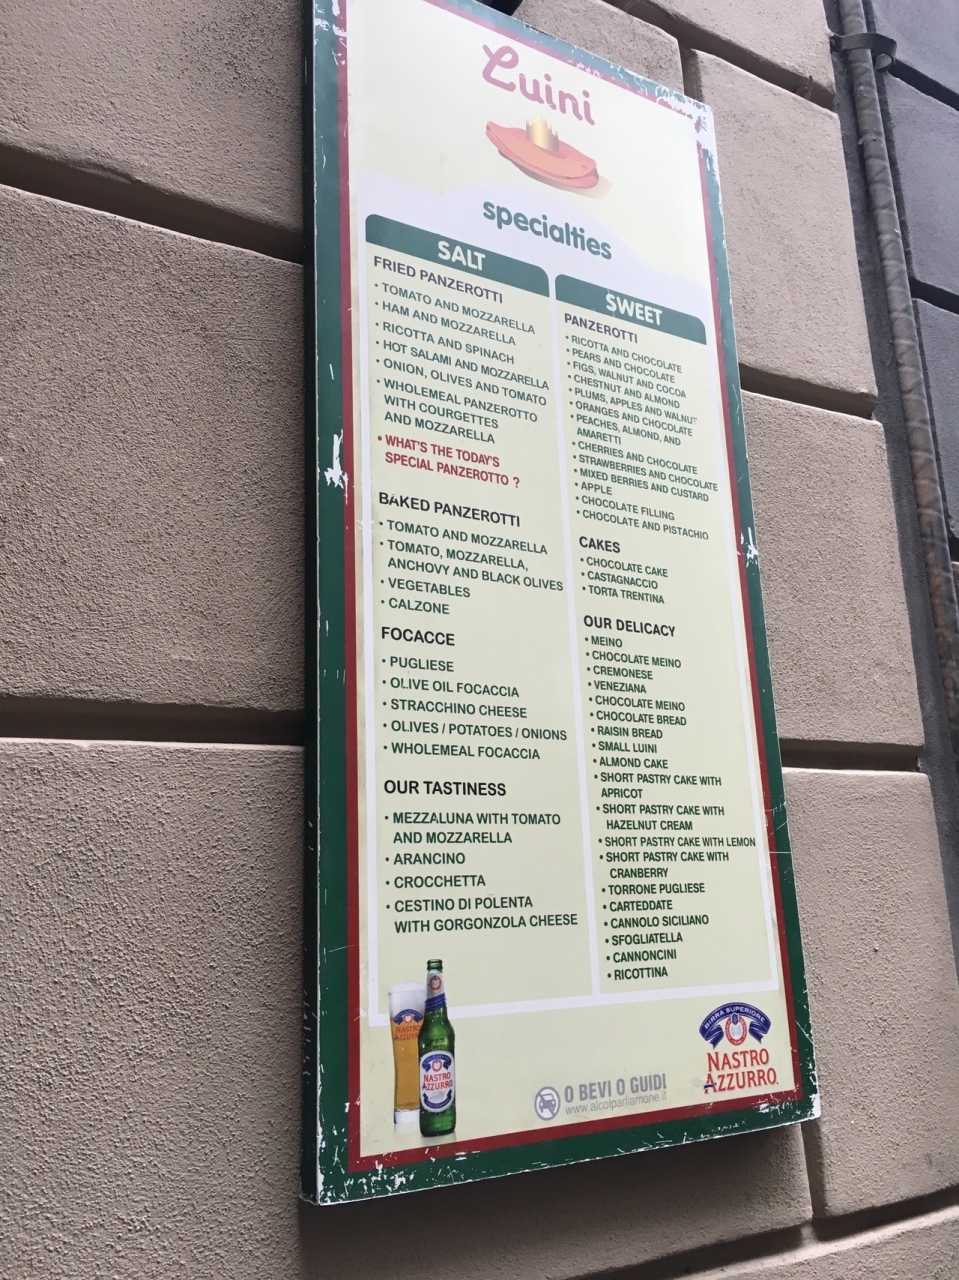 Luini
specialties
SALT
FRIED PANZEROTTI
• TOMATO AND MOZZARELLA
• HAM AND MOZZARELLA
• RICOTTA AND SPINACH
• HOT SALAMI AND MOZZARELLA
• ONION, OLIVES AND TOMATO
• WHOLEMEAL PANZEROTTO
WITH COURGETTES
AND MOZZARELLA
• WHAT'S THE TODAY'S
SPECIAL PANZEROTTO ?
BAKED PANZEROTTI
• TOMATO AND MOZZARELLA
• TOMATO, MOZZARELLA,
ANCHOVY AND BLACK OLIVES
• VEGETABLES
• CALZONE
FOCACCE
• PUGLIESE
• OLIVE OIL FOCACCIA
• STRACCHINO CHEESE
• OLIVES / POTATOES / ONIONS
• WHOLEMEAL FOCACCIA
OUR TASTINESS
• MEZZALUNA WITH TOMATO
AND MOZZARELLA
• ARANCINO
• CROCCHETTA
• CESTINO DI POLENTA
WITH GORGONZOLA CHEESE
SWEET
PANZEROTTI
• RICOTTA AND CHOCOLATE
• PEARS AND CHOCOLATE
• FIGS, WALNUT AND COCOA
• CHESTNUT AND ALMOND
• PLUMS, APPLES AND WALNUT
• ORANGES AND CHOCOLATE
• PEACHES, ALMOND, AND
AMARETTI
• CHERRIES AND CHOCOLATE
• STRAWBERRIES AND CHOCOLATE
• MIXED BERRIES AND CUSTARD
• APPLE
• CHOCOLATE FILLING
• CHOCOLATE AND PISTACHIO
CAKES
• CHOCOLATE CAKE
• CASTAGNACCIO
• TORTA TRENTINA
OUR DELICACY
• MEINO
• CHOCOLATE MEINO
• CREMONESE
• VENEZIANA
• CHOCOLATE MEINO
• CHOCOLATE BREAD
• RAISIN BREAD
• SMALL LUINI
• ALMOND CAKE
• SHORT PASTRY CAKE WITH
APRICOT
• SHORT PASTRY CAKE WITH
HAZELNUT CREAM
• SHORT PASTRY CAKE WITH LEMON
• SHORT PASTRY CAKE WITH
CRANBERRY
• TORRONE PUGLIESE
• CARTEDDATE
• CANNOLO SICILIANO
• SFOGLIATELLA
• CANNONCINI
• RICOTTINA
NASTRO
AZZURRO
NASTRO
AZZURRO
O BEVI O GUIDI
www.alcolparliamone.it
BIRRA SUPERIORE
NASTRO
AZZURRO